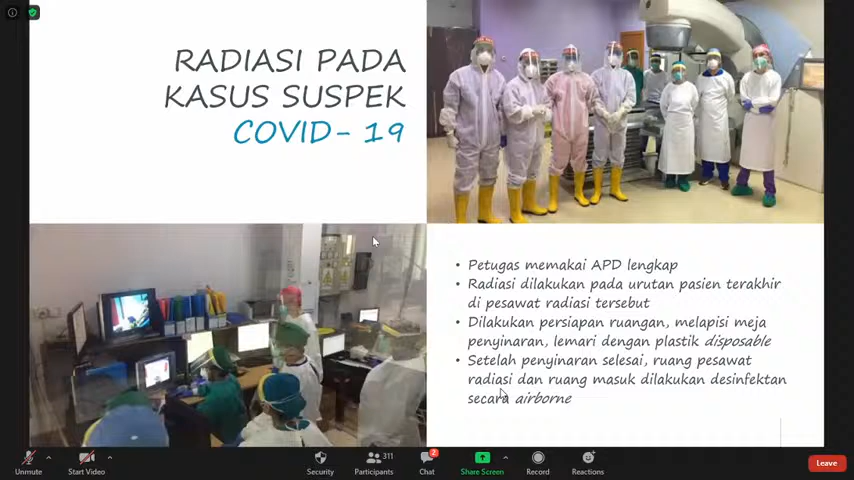 RADIASI PADA
KASUS SUSPEK
COVID- 19
• Petugas memakai APD lengkap
• Radiasi dilakukan pada urutan pasien terakhir
di pesawat radiasi tersebut
• Dilakukan persiapan ruangan, melapisi meja
penyinaran, lemari dengan plastik disposable
• Setelah penyinaran selesai, ruang pesawat
radiasi dan ruang masuk dilakukan desinfektan
secara airborne
Unmute
Start Video
Security
Participants
311
Chat
2
Share Screen
Record
Reactions
Leave